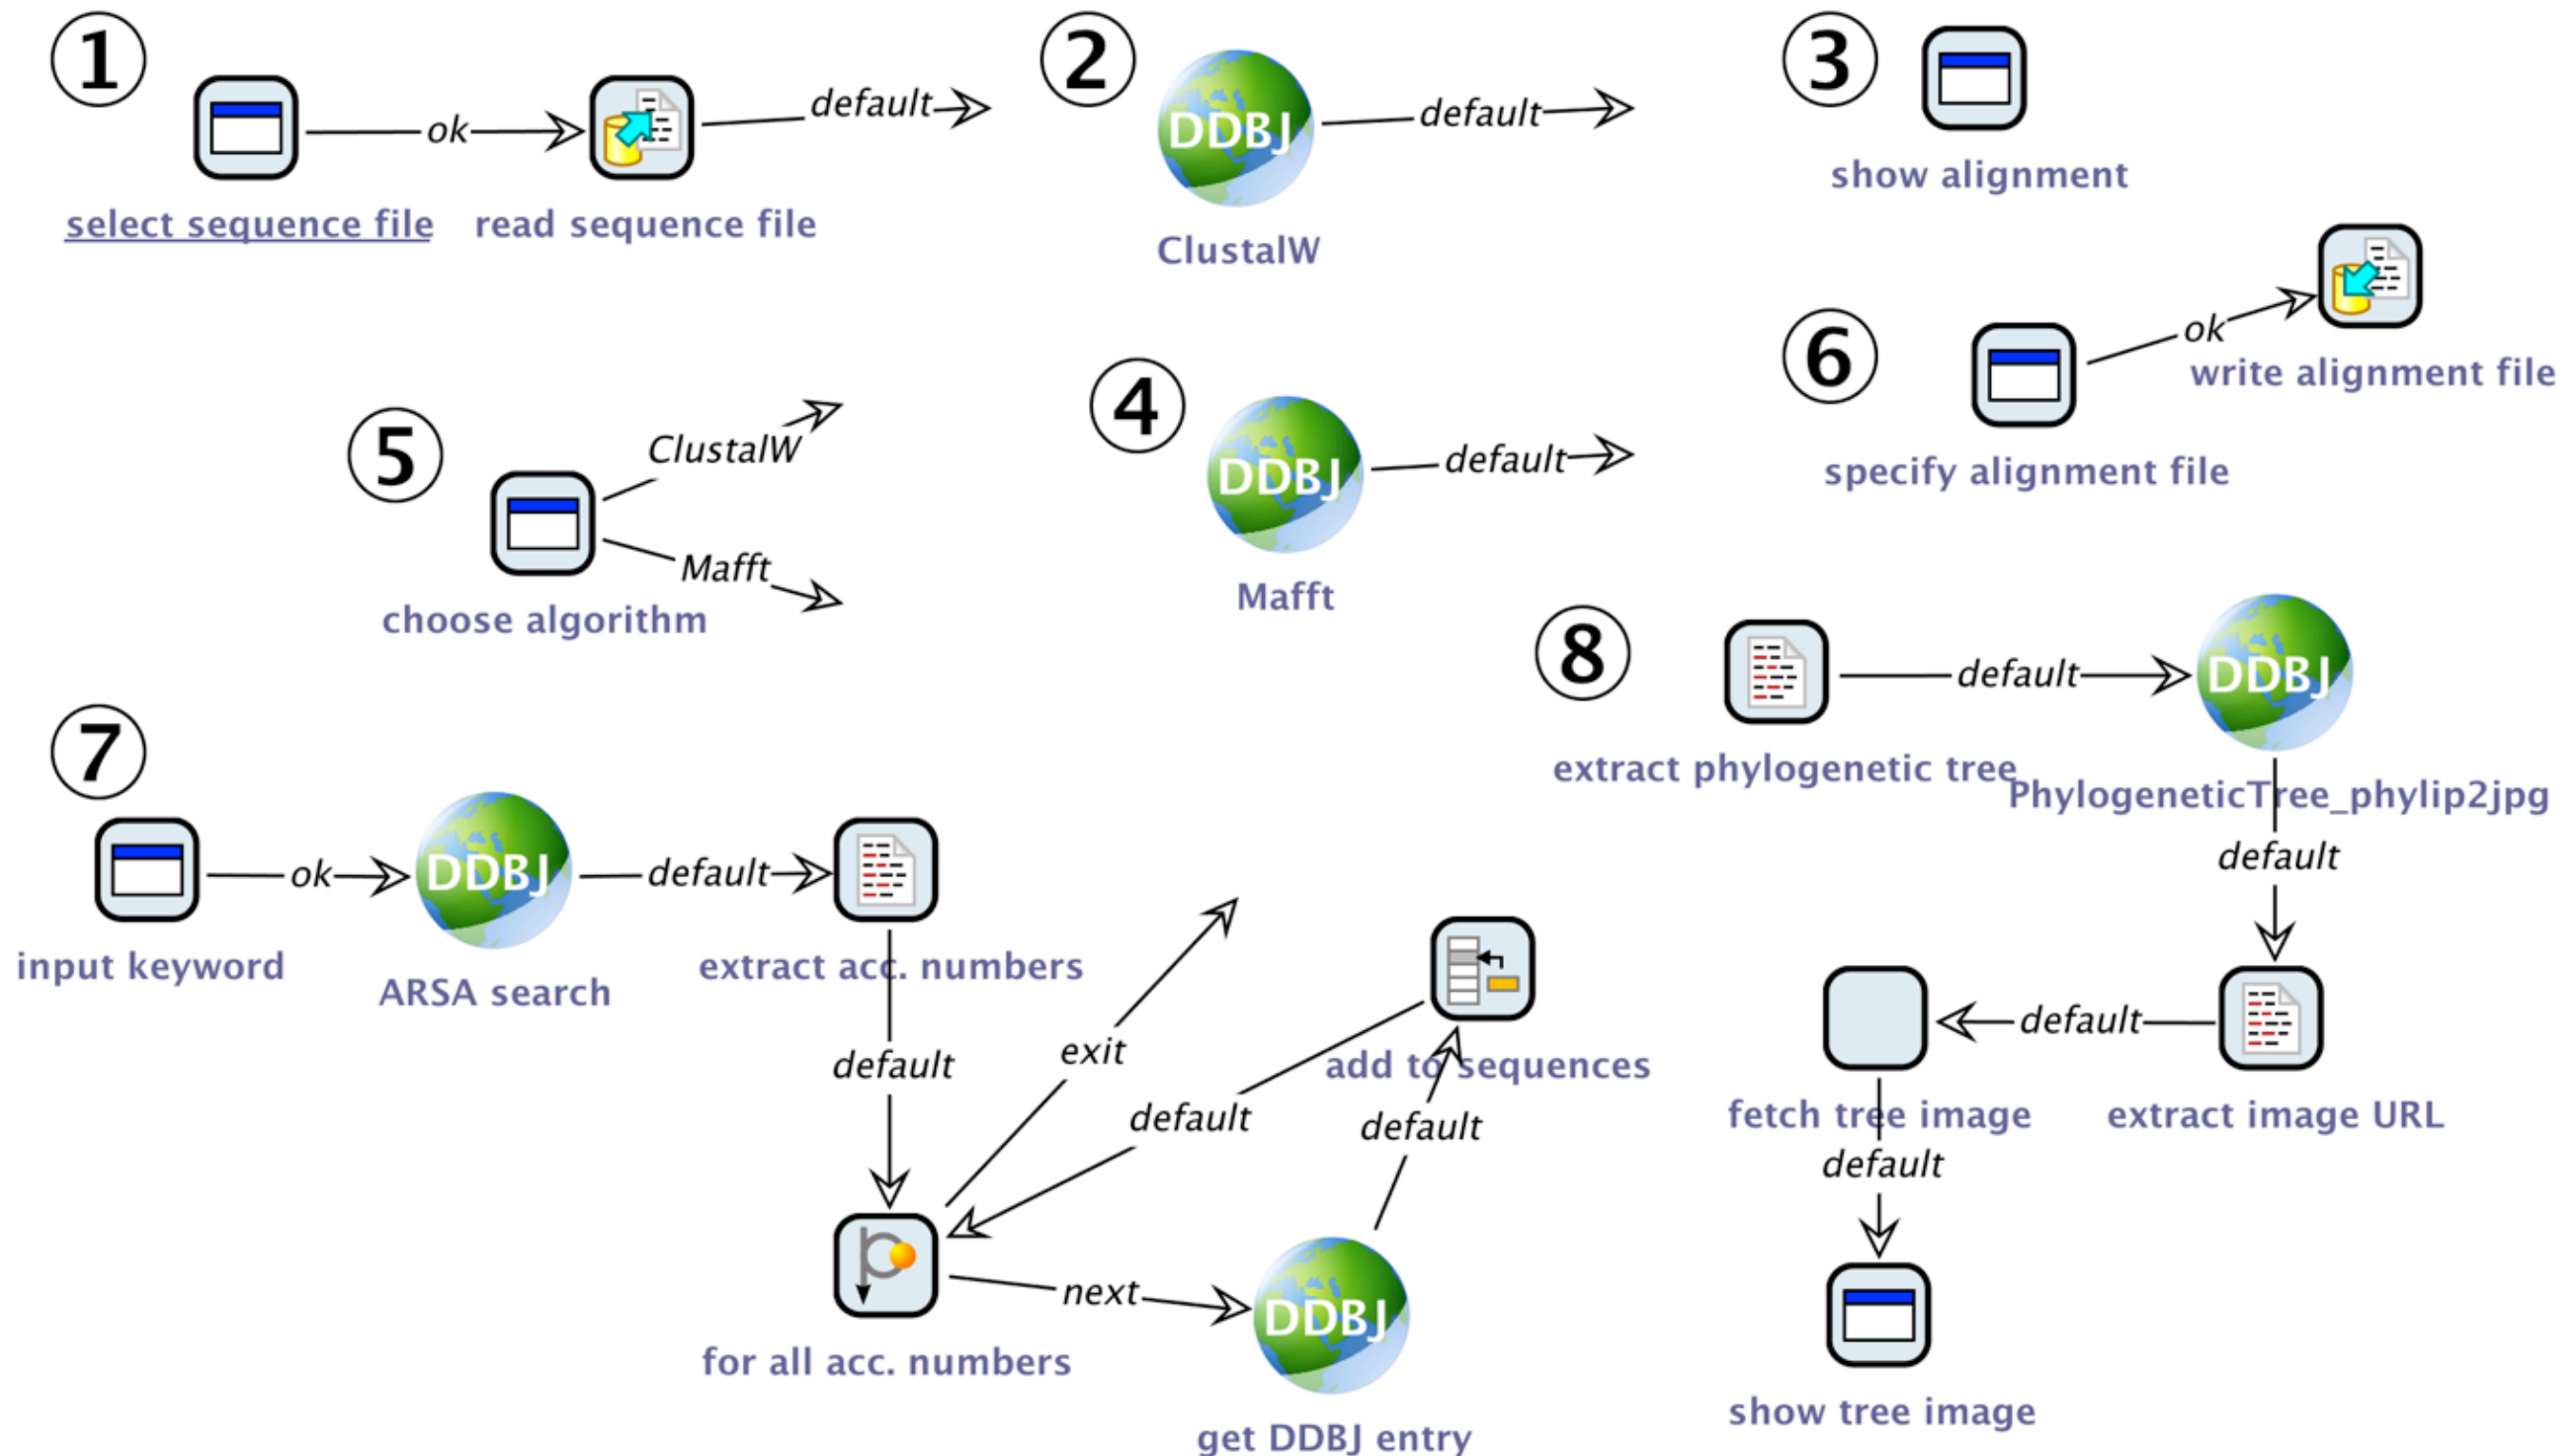 1
ok
default
select sequence file
read sequence file
2
DDBJ
default
ClustalW
3
show alignment
6
ok
write alignment file
specify alignment file
5
ClustalW
Mafft
choose algorithm
4
DDBJ
default
Mafft
8
default
DDBJ
extract phylogenetic tree
PhylogeneticTree_phylip2jpg
default
default
fetch tree image
extract image URL
default
show tree image
7
ok
DDBJ
default
input keyword
ARSA search
extract acc. numbers
default
exit
add to sequences
default
default
next
DDBJ
for all acc. numbers
get DDBJ entry